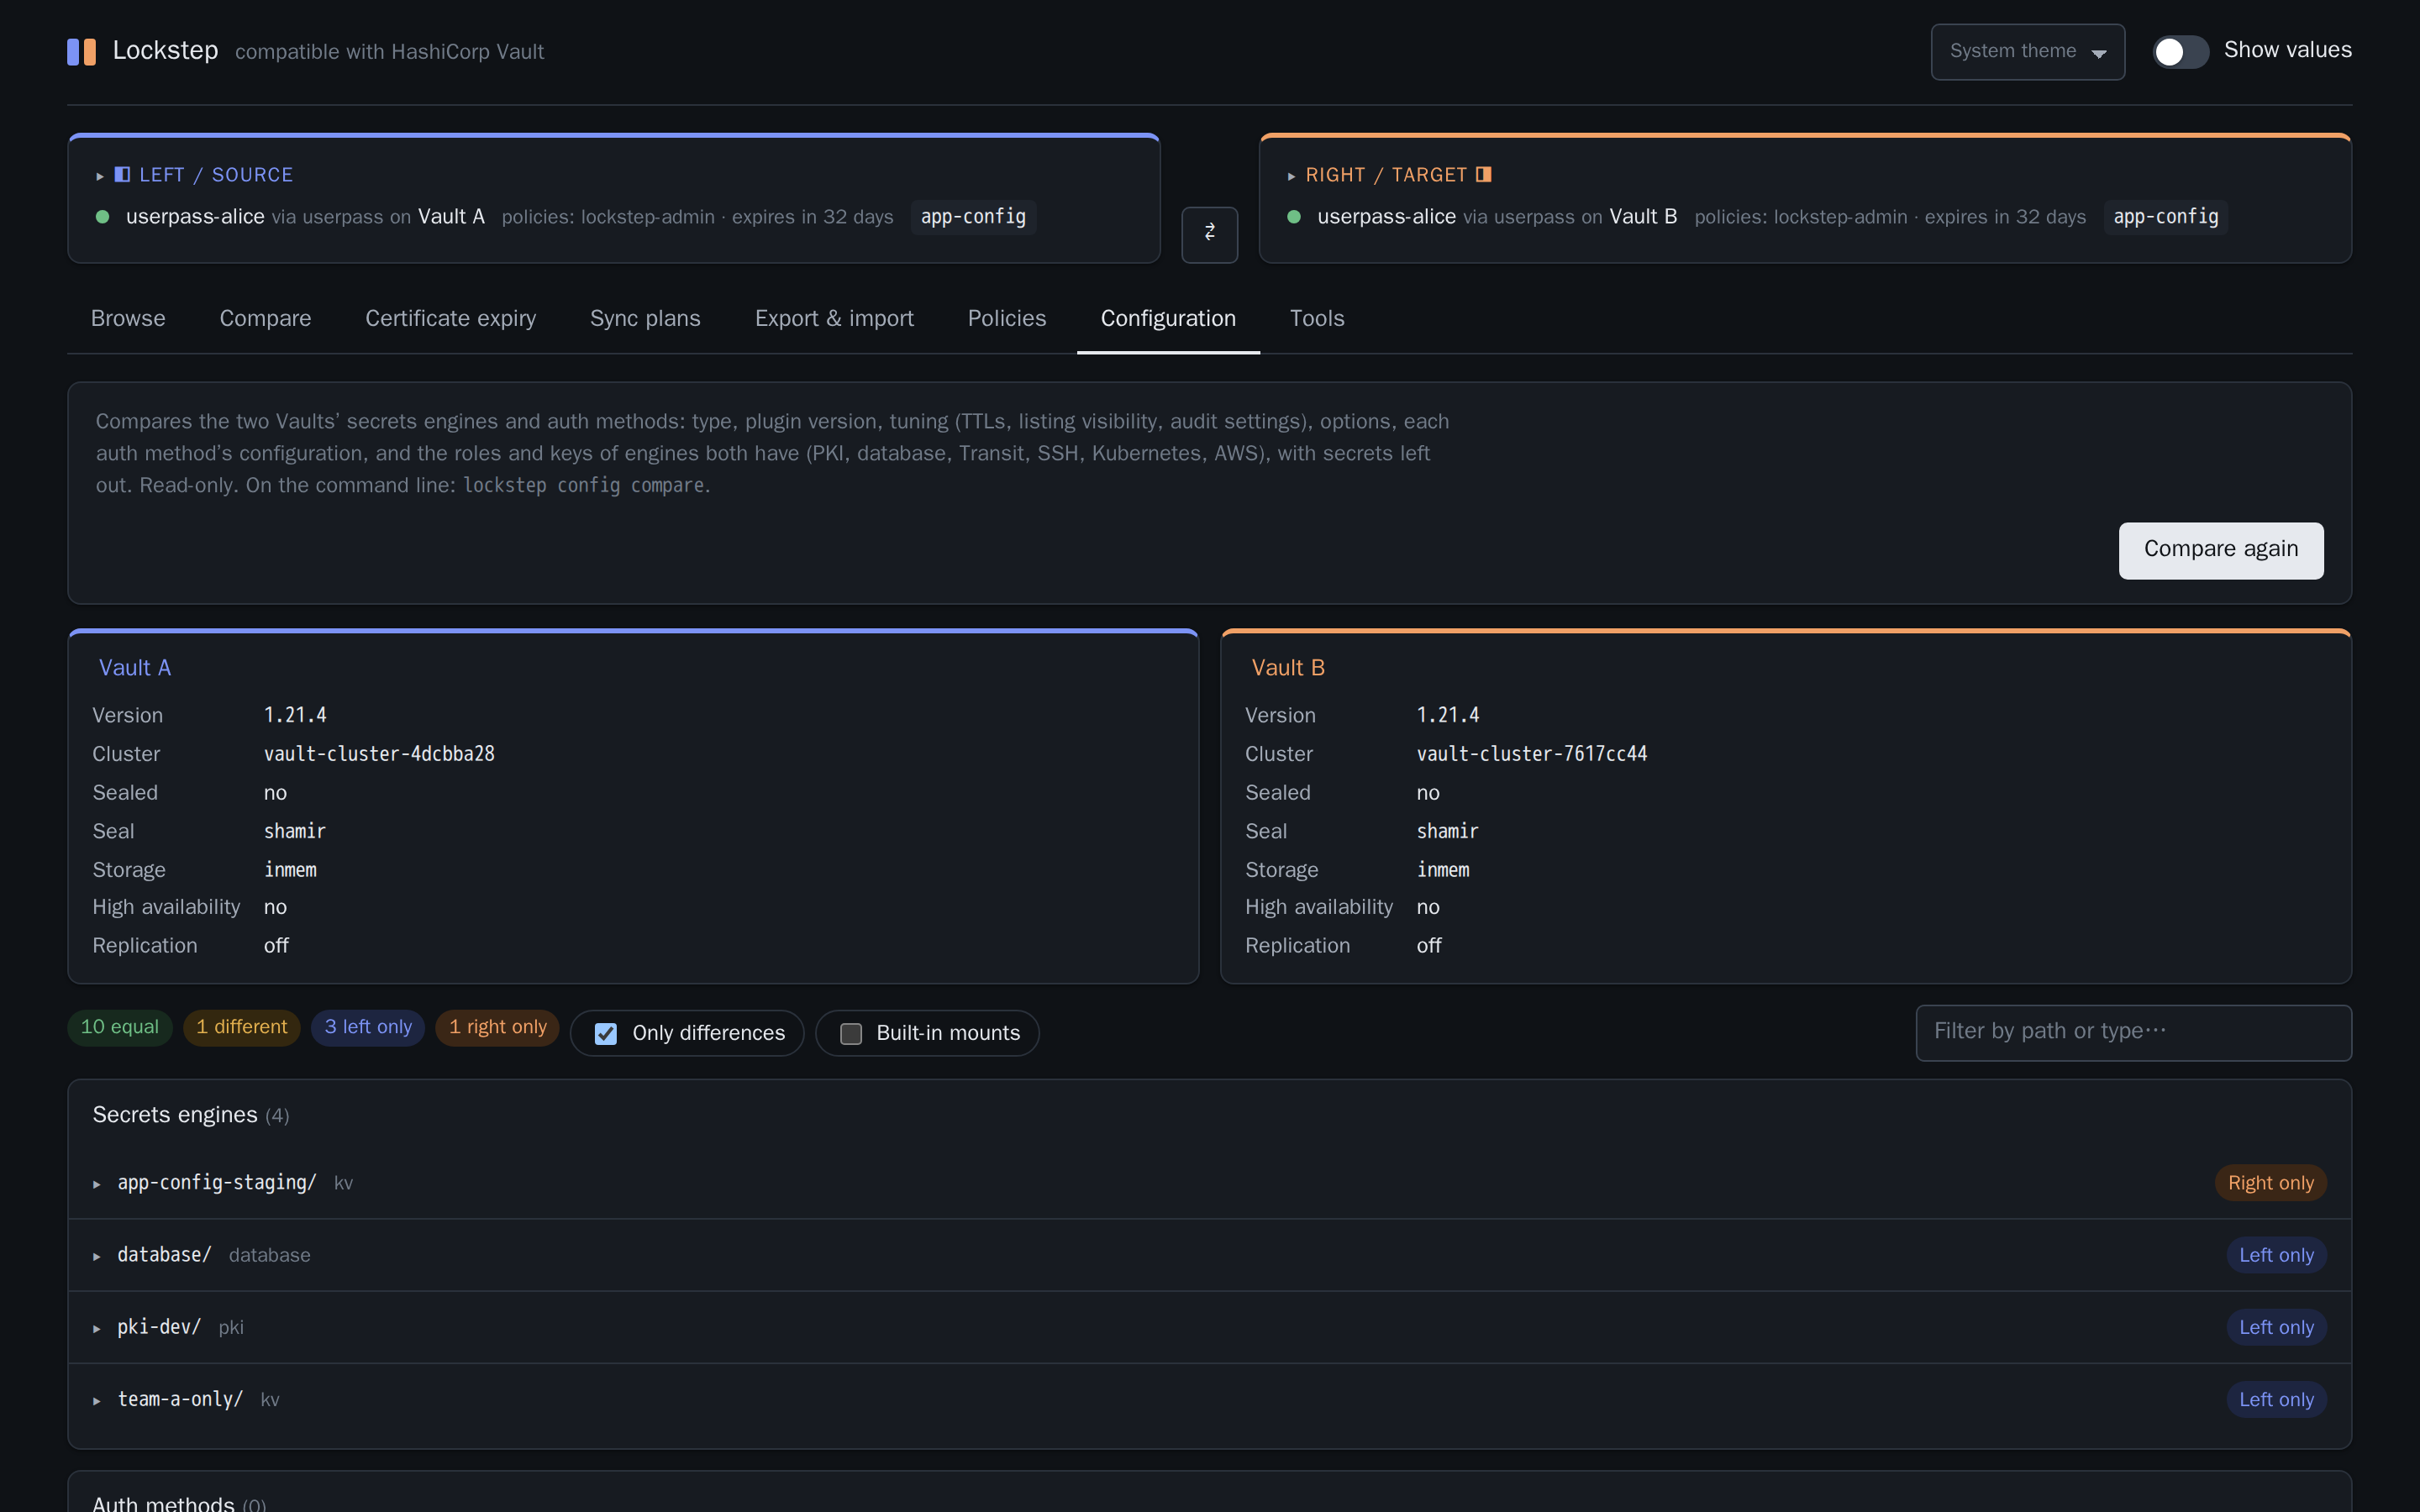 Lockstep compatible with HashiCorp Vault
System theme
Show values
LEFT / SOURCE
userpass-alice via userpass on Vault A policies: lockstep-admin · expires in 32 days app-config
RIGHT / TARGET
userpass-alice via userpass on Vault B policies: lockstep-admin · expires in 32 days app-config
Browse Compare Certificate expiry Sync plans Export & import Policies Configuration Tools
Compares the two Vaults’ secrets engines and auth methods: type, plugin version, tuning (TTLs, listing visibility, audit settings), options, each
auth method’s configuration, and the roles and keys of engines both have (PKI, database, Transit, SSH, Kubernetes, AWS), with secrets left
out. Read-only. On the command line: lockstep config compare.
Compare again
Vault A
Version 1.21.4
Cluster vault-cluster-4dcbba28
Sealed no
Seal shamir
Storage inmem
High availability no
Replication off
Vault B
Version 1.21.4
Cluster vault-cluster-7617cc44
Sealed no
Seal shamir
Storage inmem
High availability no
Replication off
10 equal 1 different 3 left only 1 right only Only differences Built-in mounts Filter by path or type…
Secrets engines (4)
app-config-staging/ kv Right only
database/ database Left only
pki-dev/ pki Left only
team-a-only/ kv Left only
Auth methods (0)